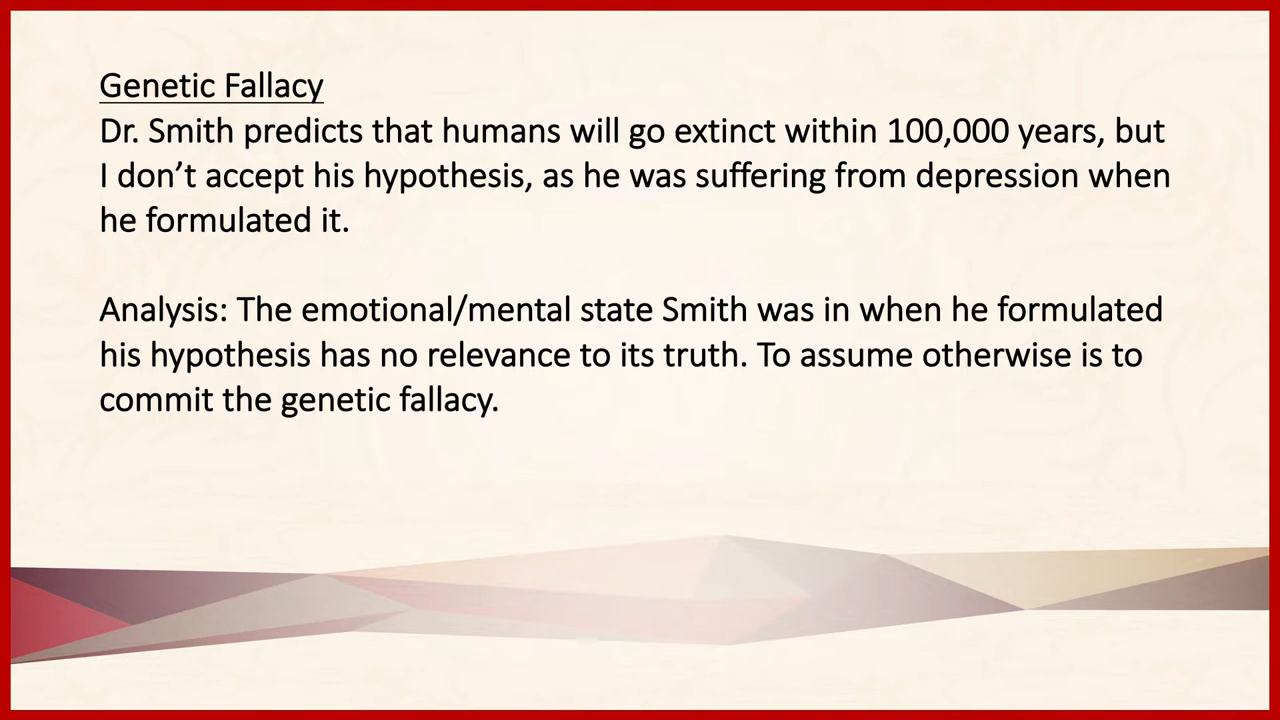 Genetic Fallacy
Dr. Smith predicts that humans will go extinct within 100,000 years, but
I don’t accept his hypothesis, as he was suffering from depression when
he formulated it.
Analysis: The emotional/mental state Smith was in when he formulated
his hypothesis has no relevance to its truth. To assume otherwise is to
commit the genetic fallacy.